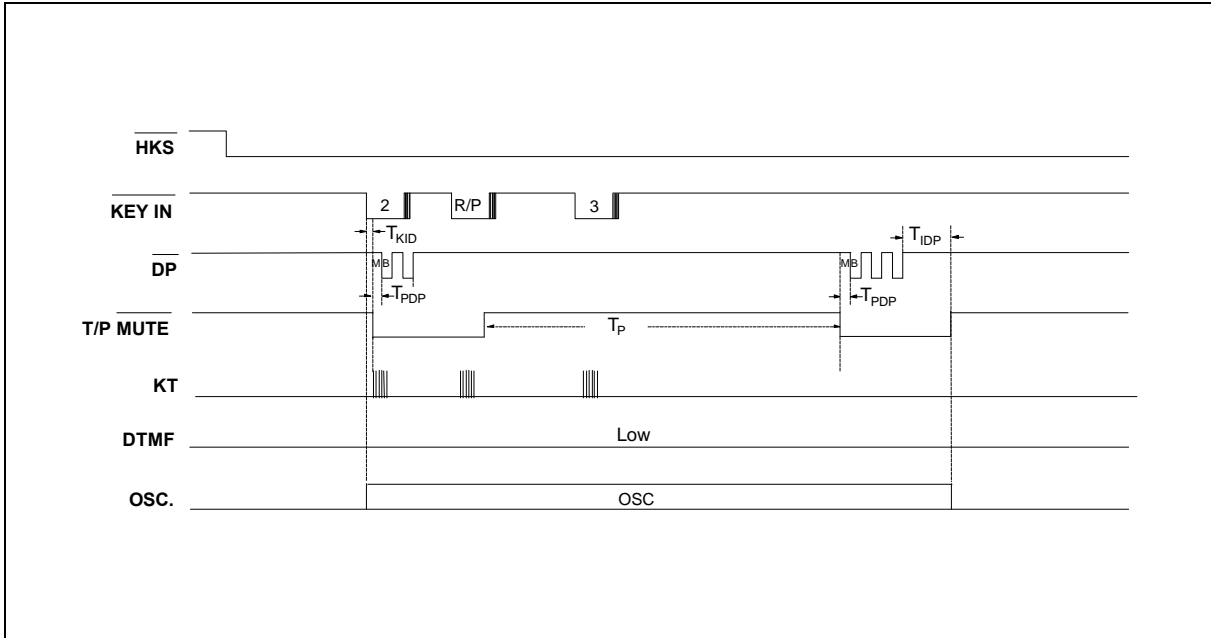 HKS
KEY IN
2
R/P
3
TKID
TIDP
DP
MB
MB
TPDP
TPDP
T/P MUTE
TP
KT
DTMF
Low
OSC.
OSC